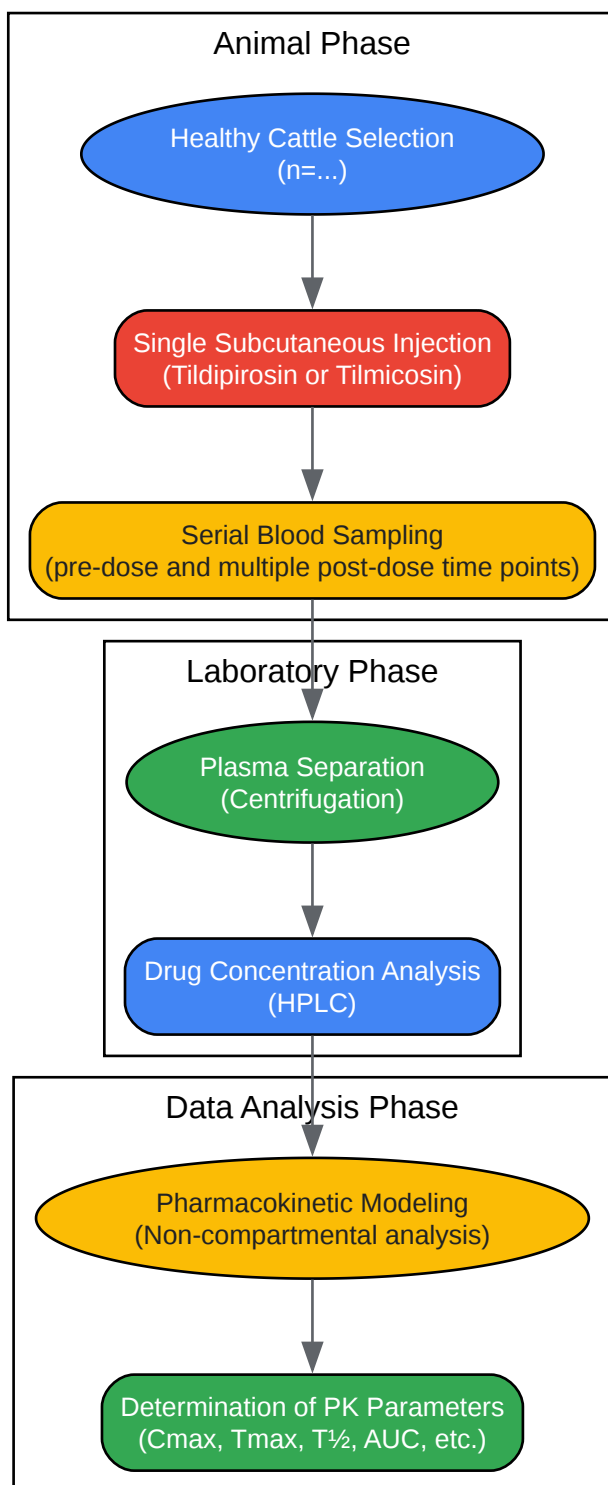 Animal Phase
Healthy Cattle Selection
(n=...)
Single Subcutaneous Injection
(Tildipirosin or Tilmicosin)
Serial Blood Sampling
(pre-dose and multiple post-dose time points)
Laboratory Phase
Plasma Separation
(Centrifugation)
Drug Concentration Analysis
(HPLC)
Data Analysis Phase
Pharmacokinetic Modeling
(Non-compartmental analysis)
Determination of PK Parameters
(Cmax, Tmax, T½, AUC, etc.)